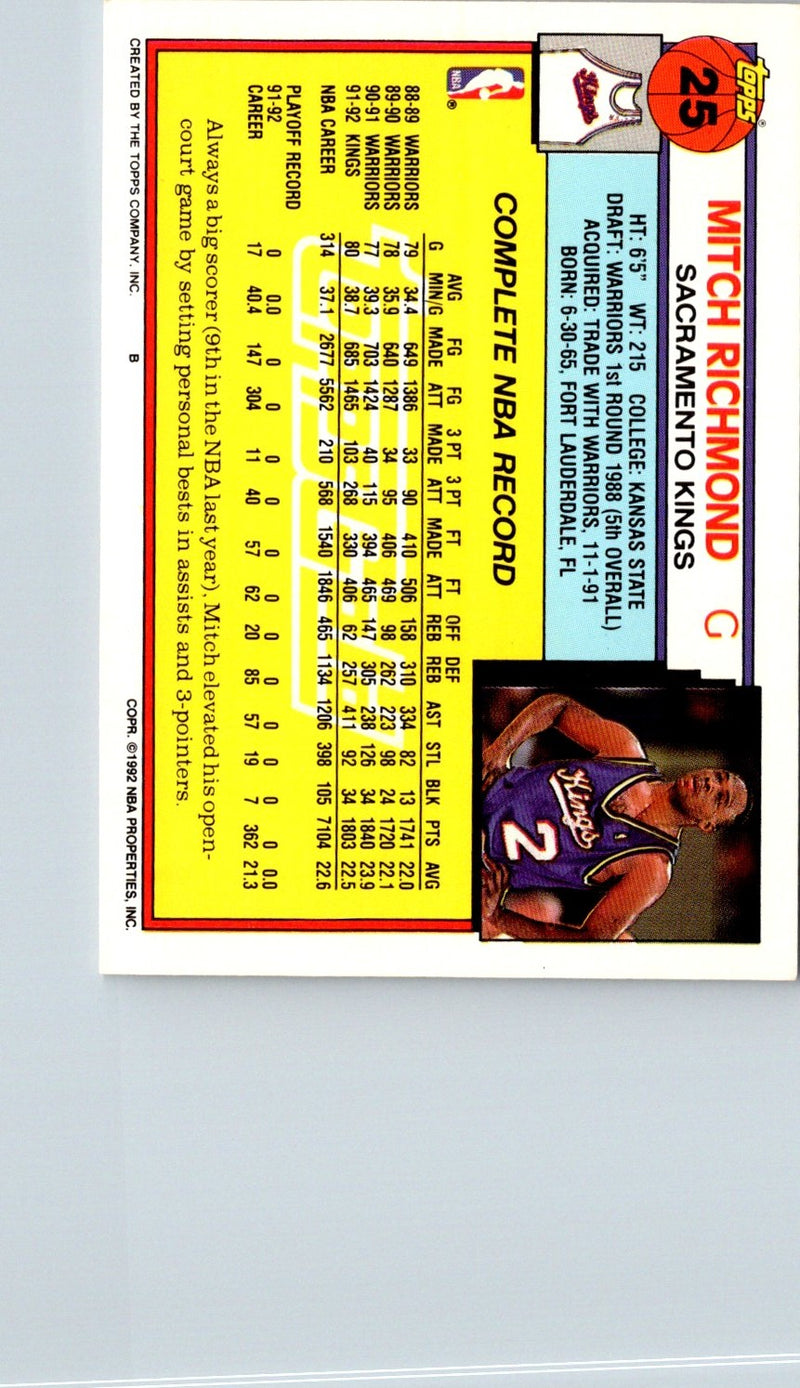 topps®
25
MITCH RICHMOND G
SACRAMENTO KINGS
Kings
HT: 6'5" WT: 215 COLLEGE: KANSAS STATE
DRAFT: WARRIORS 1st ROUND 1988 (5th OVERALL)
ACQUIRED: TRADE WITH WARRIORS, 11-1-91
BORN: 6-30-65, FORT LAUDERDALE, FL
Kings
2
NBA®
COMPLETE NBA RECORD
AVG FG FG 3 PT 3 PT FT FT OFF DEF
G MIN/G MADE ATT MADE ATT MADE ATT REB REB AST STL BLK PTS AVG
88-89 WARRIORS 79 34.4 649 1386 33 90 410 506 158 310 334 82 13 1741 22.0
89-90 WARRIORS 78 35.9 640 1287 34 95 406 469 98 262 223 98 24 1720 22.1
90-91 WARRIORS 77 39.3 703 1424 40 115 394 465 147 305 238 126 34 1840 23.9
91-92 KINGS 80 38.7 685 1465 103 268 330 406 62 257 411 92 34 1803 22.5
NBA CAREER 314 37.1 2677 5562 210 568 1540 1846 465 1134 1206 398 105 7104 22.6
PLAYOFF RECORD
91-92 0 0.0 0 0 0 0 0 0 0 0 0 0 0 0 0.0
CAREER 17 40.4 147 304 11 40 57 62 20 85 57 19 7 362 21.3
Always a big scorer (9th in the NBA last year), Mitch elevated his open-
court game by setting personal bests in assists and 3-pointers.
CREATED BY THE TOPPS COMPANY, INC. B COPR. ©1992 NBA PROPERTIES, INC.